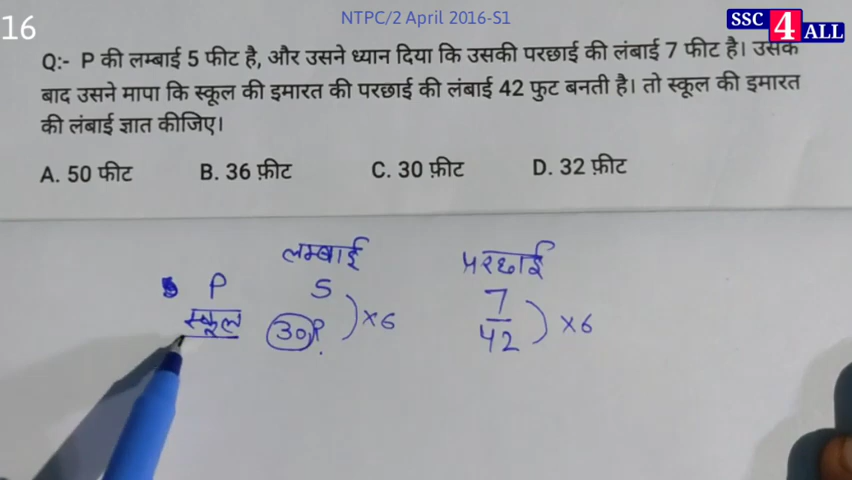 NTPC/2 April 2016-S1
SSC 4 ALL
16
Q:- P की लम्बाई 5 फीट है, और उसने ध्यान दिया कि उसकी परछाई की लंबाई 7 फीट है। उसके
बाद उसने मापा कि स्कूल की इमारत की परछाई की लंबाई 42 फुट बनती है। तो स्कूल की इमारत
की लंबाई ज्ञात कीजिए।
A. 50 फीट B. 36 फ़ीट C. 30 फ़ीट D. 32 फ़ीट
लम्बाई परछाई
P 5 7
स्कूल 30 ? ×6 42 ×6